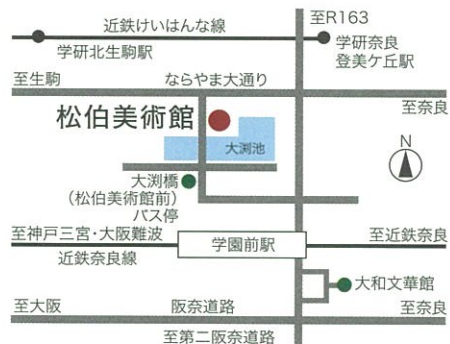 近鉄けいはんな線
至R163
学研北生駒駅
学研奈良
登美ケ丘駅
至生駒
ならやま大通り
至奈良
松伯美術館
大渕池
N
大渕橋
（松伯美術館前）
バス停
至神戸三宮・大阪難波
学園前駅
至近鉄奈良
近鉄奈良線
大和文華館
至大阪
阪奈道路
至奈良
至第二阪奈道路